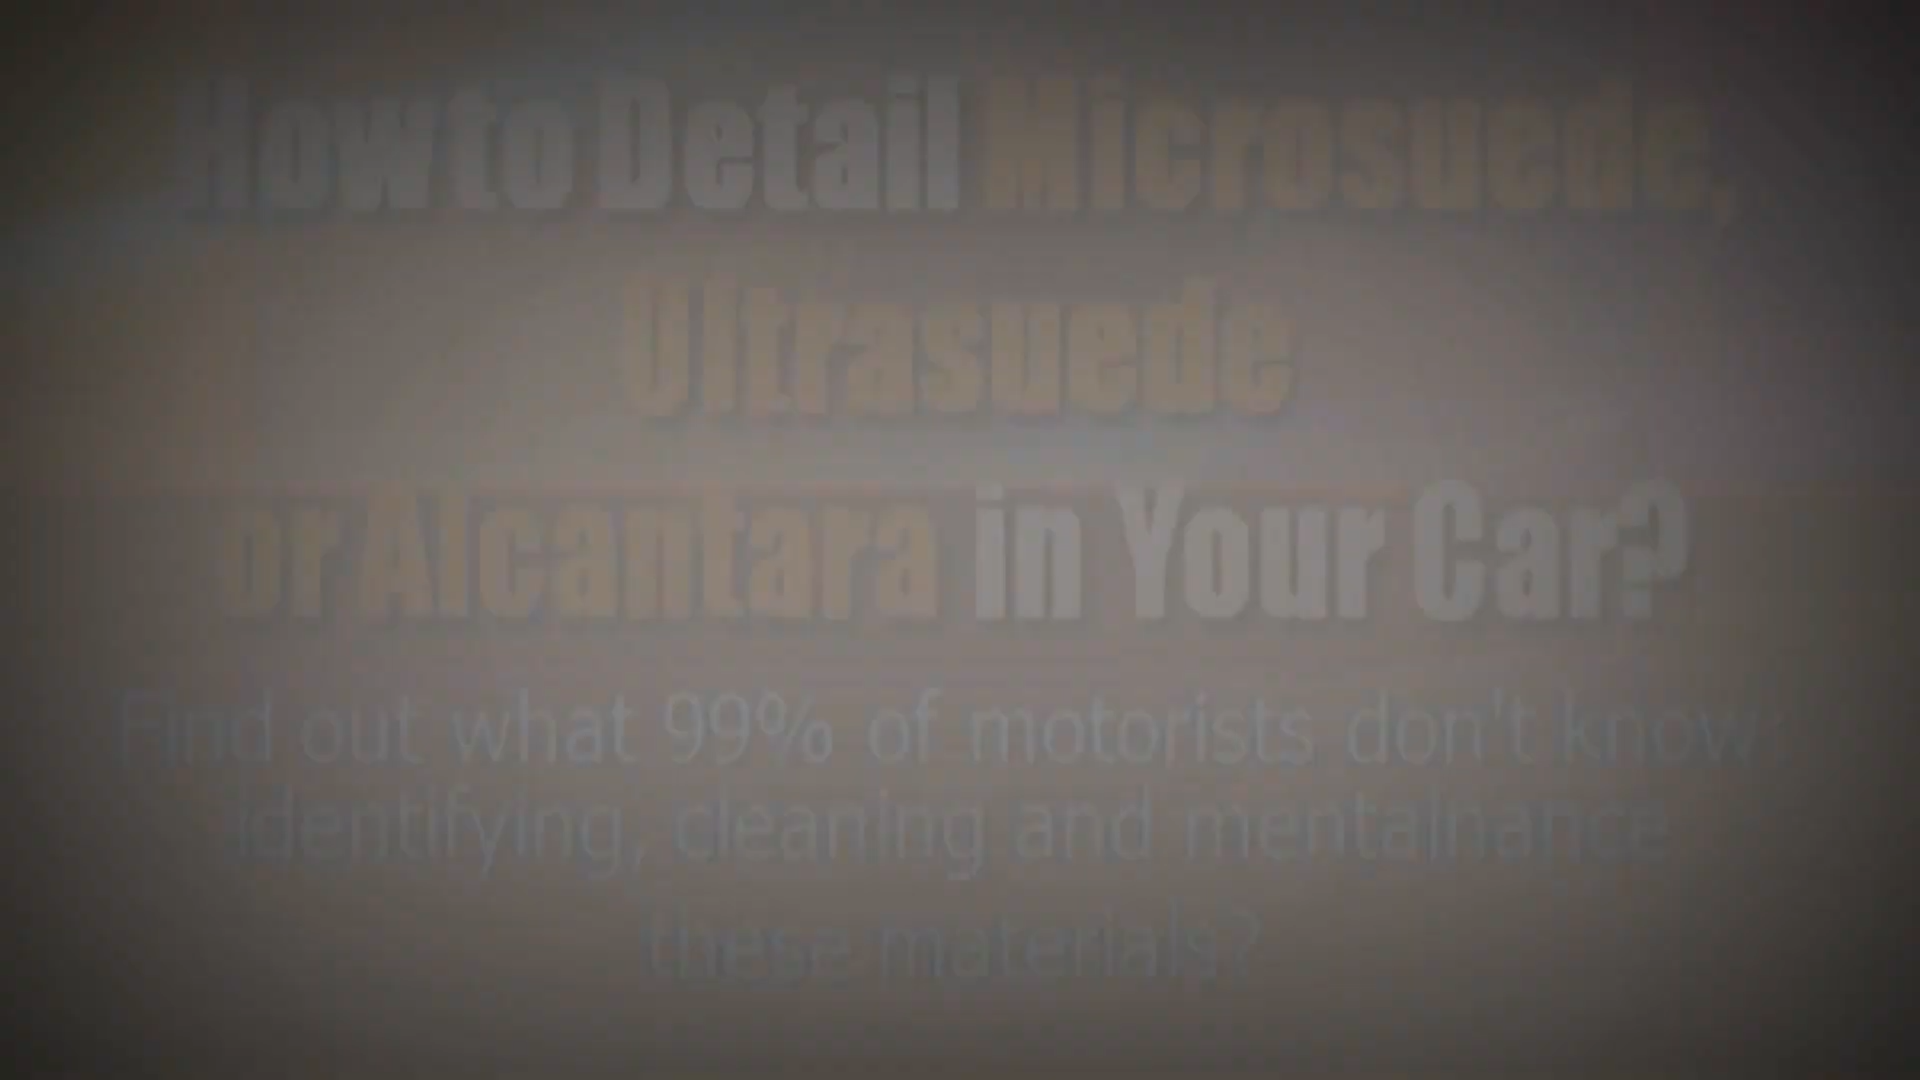 How to Detail Microsuede,
Ultrasuede
or Alcantara in Your Car?
Find out what 99% of motorists don't know
identifying, cleaning and mentainance
these materials?